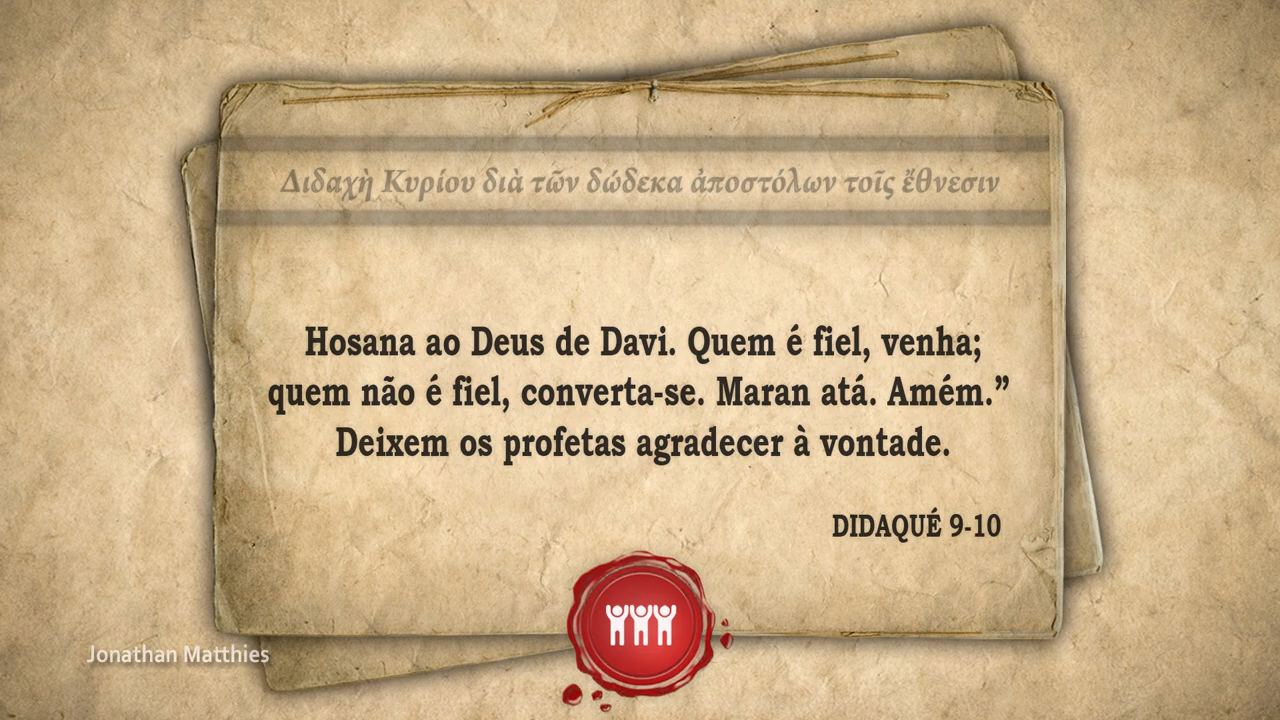 Διδαχὴ Κυρίου διὰ τῶν δώδεκα ἀποστόλων τοῖς ἔθνεσιν
Hosana ao Deus de Davi. Quem é fiel, venha;
quem não é fiel, converta-se. Maran atá. Amém.”
Deixem os profetas agradecer à vontade.
DIDAQUÉ 9-10
Jonathan Matthies